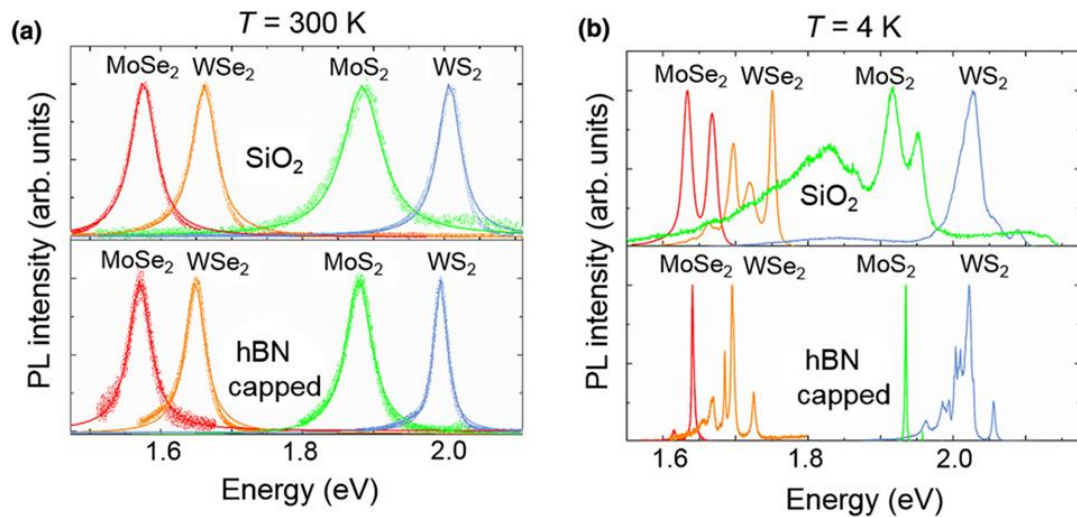 (a)
T = 300 K
MoSe₂
WSe₂
MoS₂
WS₂
SiO₂
MoSe₂
WSe₂
MoS₂
WS₂
hBN
capped
PL intensity (arb. units)
1.6
1.8
2.0
Energy (eV)
(b)
T = 4 K
MoSe₂
WSe₂
MoS₂
WS₂
SiO₂
MoSe₂
WSe₂
MoS₂
WS₂
hBN
capped
PL intensity (arb. units)
1.6
1.8
2.0
Energy (eV)